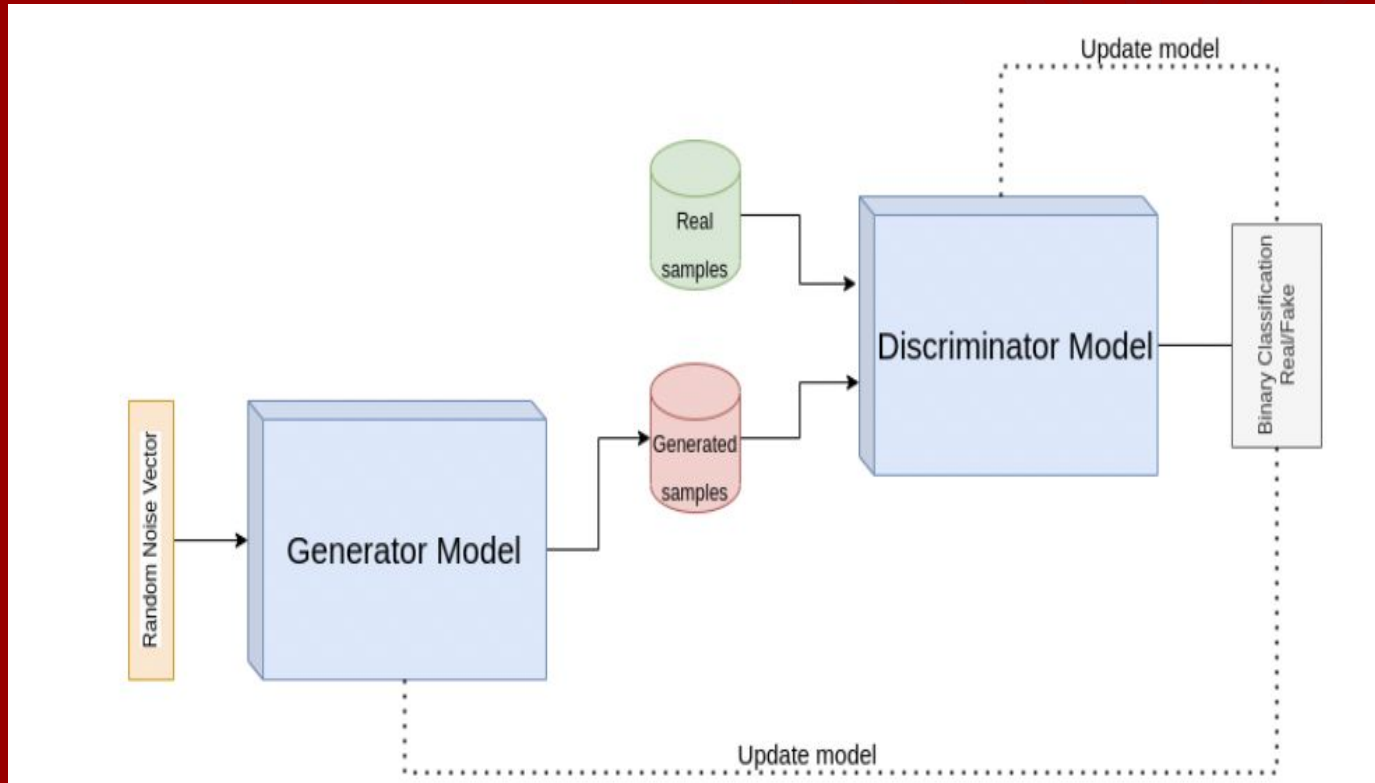 Update model
Real
samples
Discriminator Model
Binary Classification
Real/Fake
Generated
samples
Random Noise Vector
Generator Model
Update model